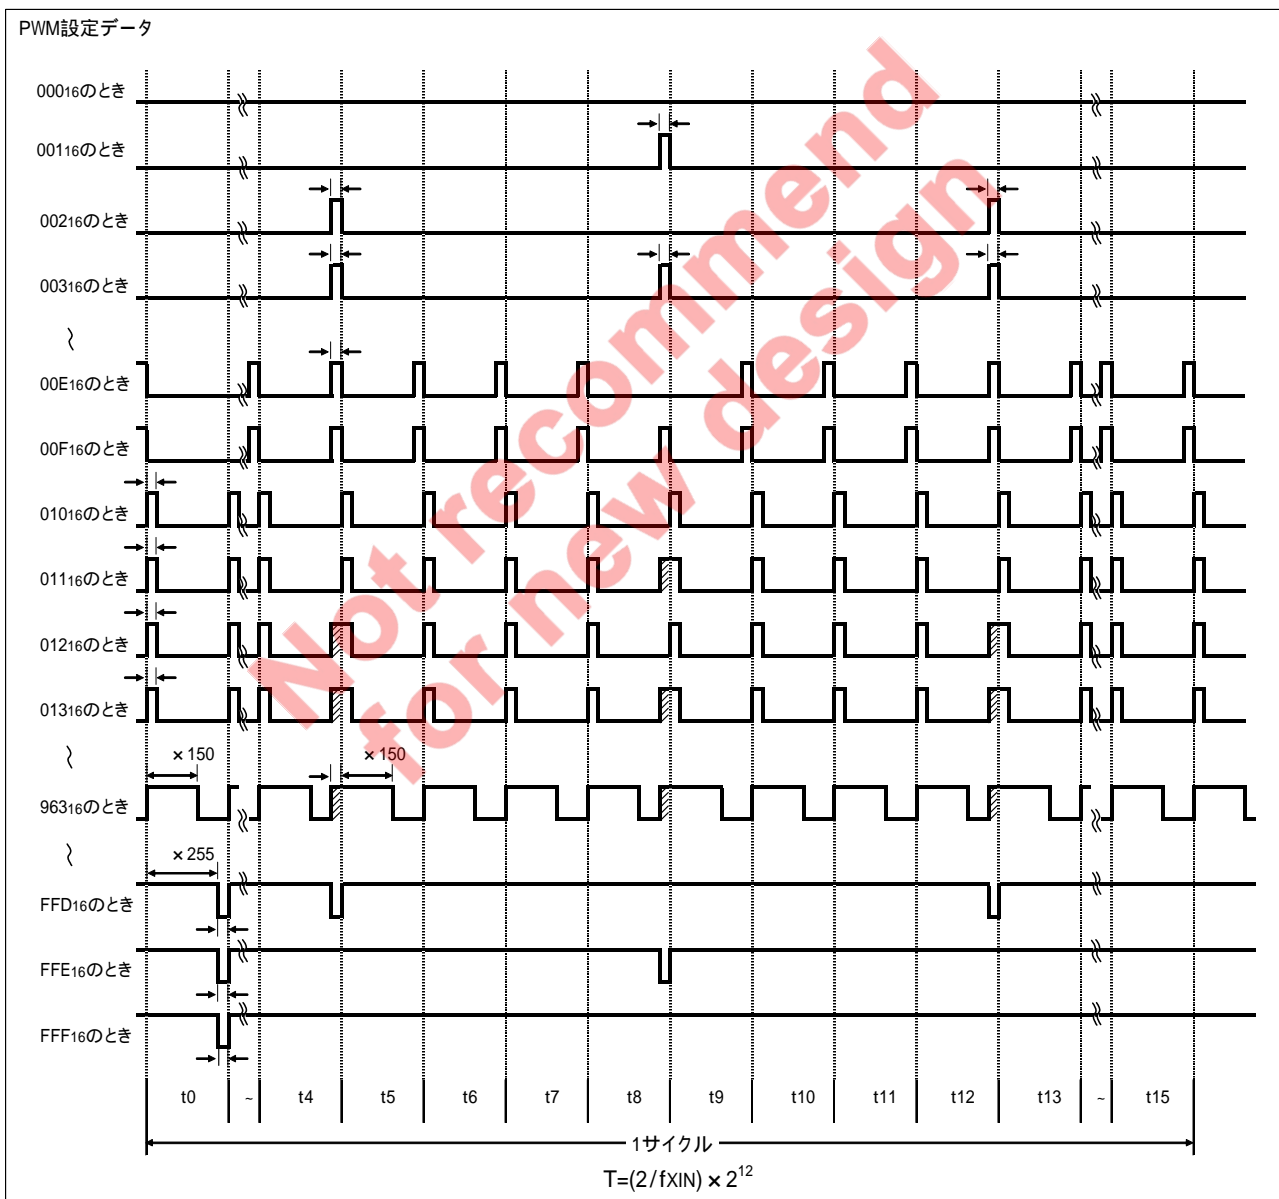 PWM設定データ
000₁₆のとき
001₁₆のとき
002₁₆のとき
003₁₆のとき
~
00E₁₆のとき
00F₁₆のとき
010₁₆のとき
011₁₆のとき
012₁₆のとき
013₁₆のとき
~
×150
×150
963₁₆のとき
~
×255
FFD₁₆のとき
FFE₁₆のとき
FFF₁₆のとき
t0 ~ t4 t5 t6 t7 t8 t9 t10 t11 t12 t13 ~ t15
1サイクル
T=(2/fXIN)×2¹²
Not recommend
for new design